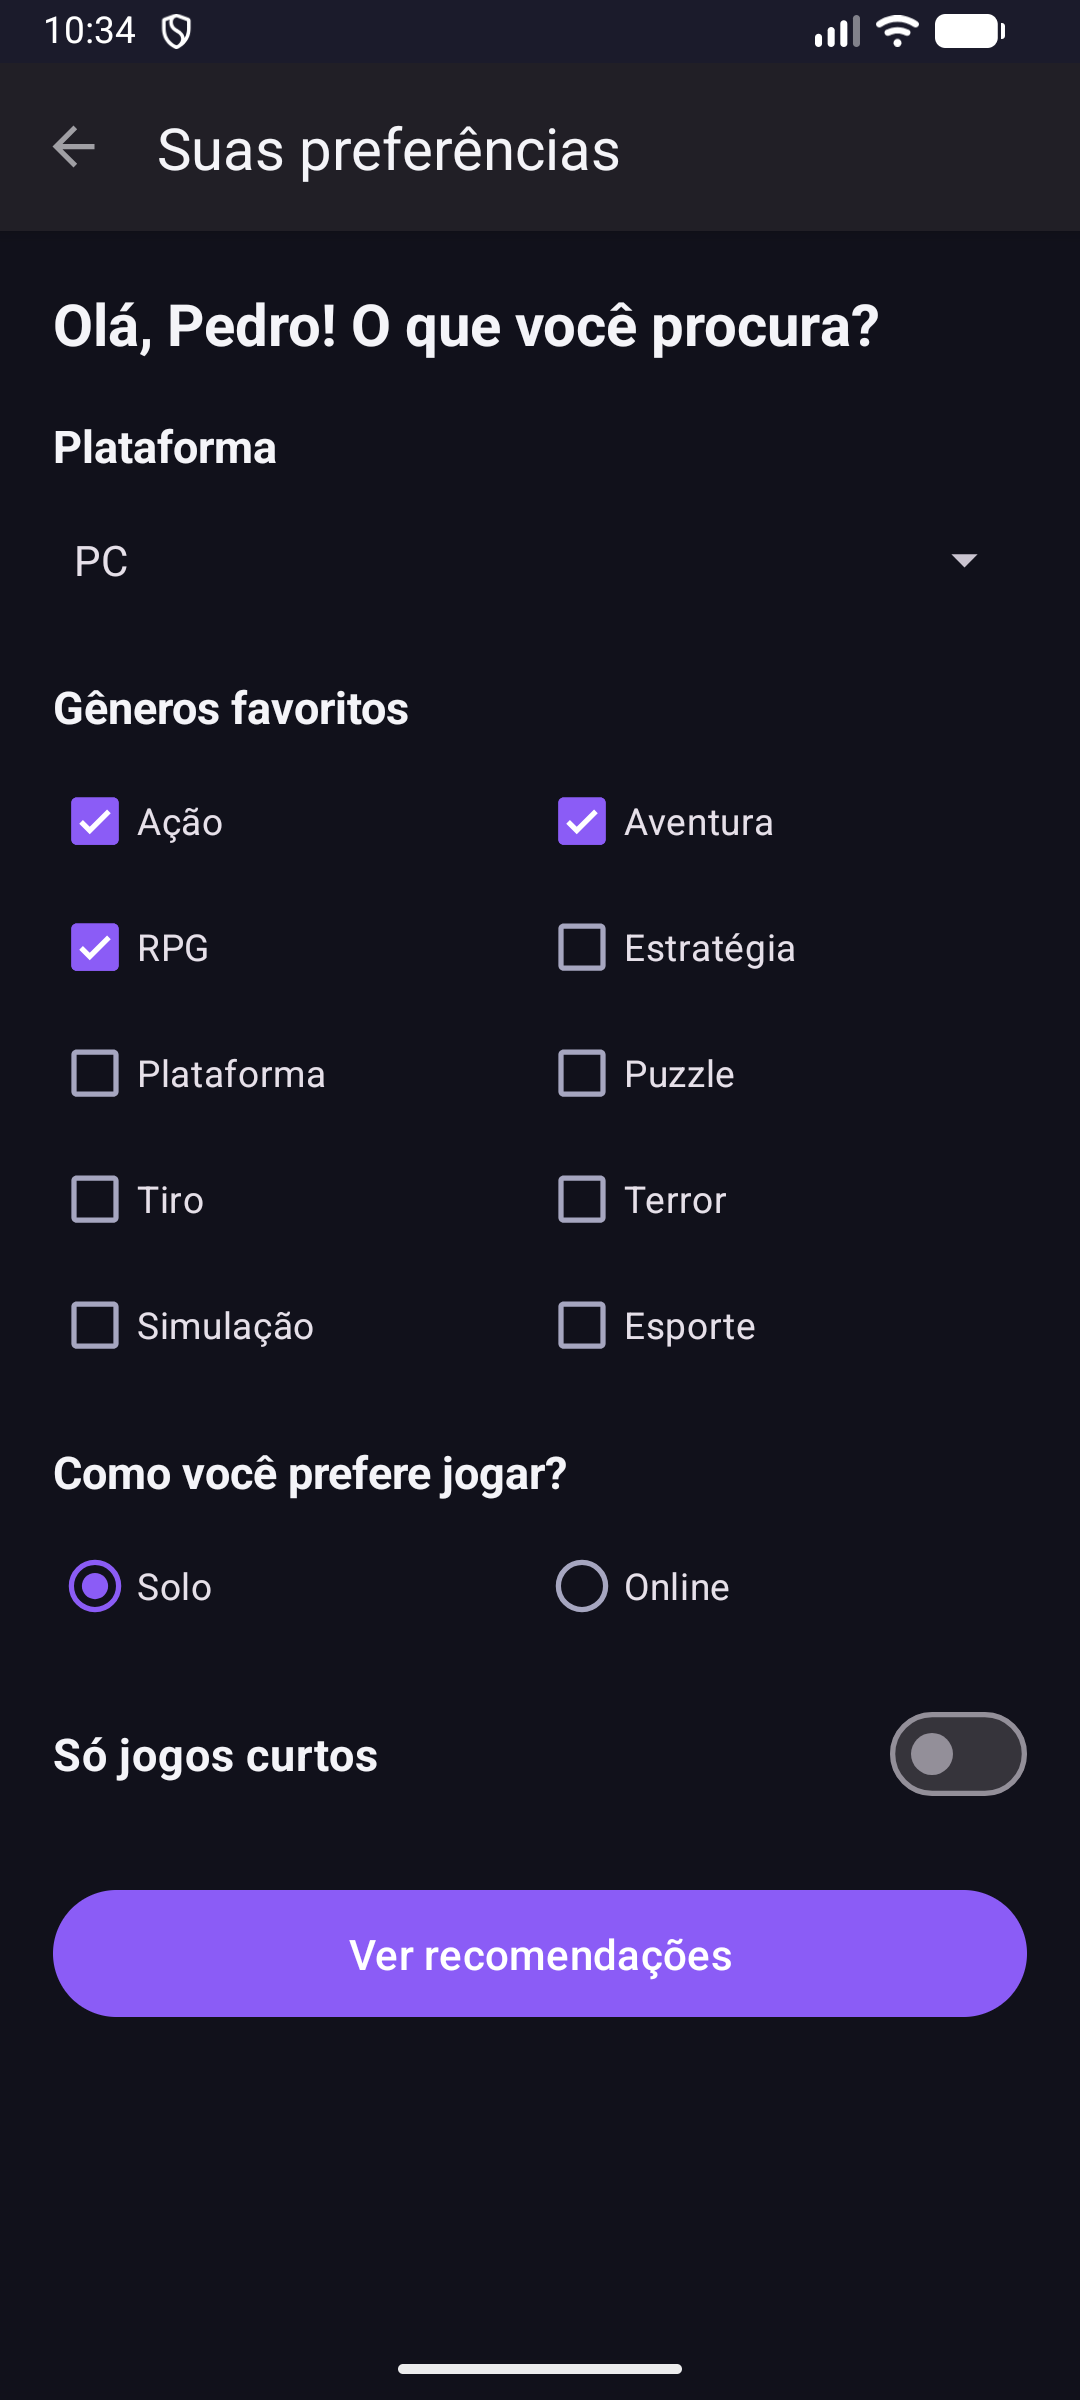 10:34
Suas preferências
Olá, Pedro! O que você procura?
Plataforma
PC
Gêneros favoritos
Ação
Aventura
RPG
Estratégia
Plataforma
Puzzle
Tiro
Terror
Simulação
Esporte
Como você prefere jogar?
Solo
Online
Só jogos curtos
Ver recomendações